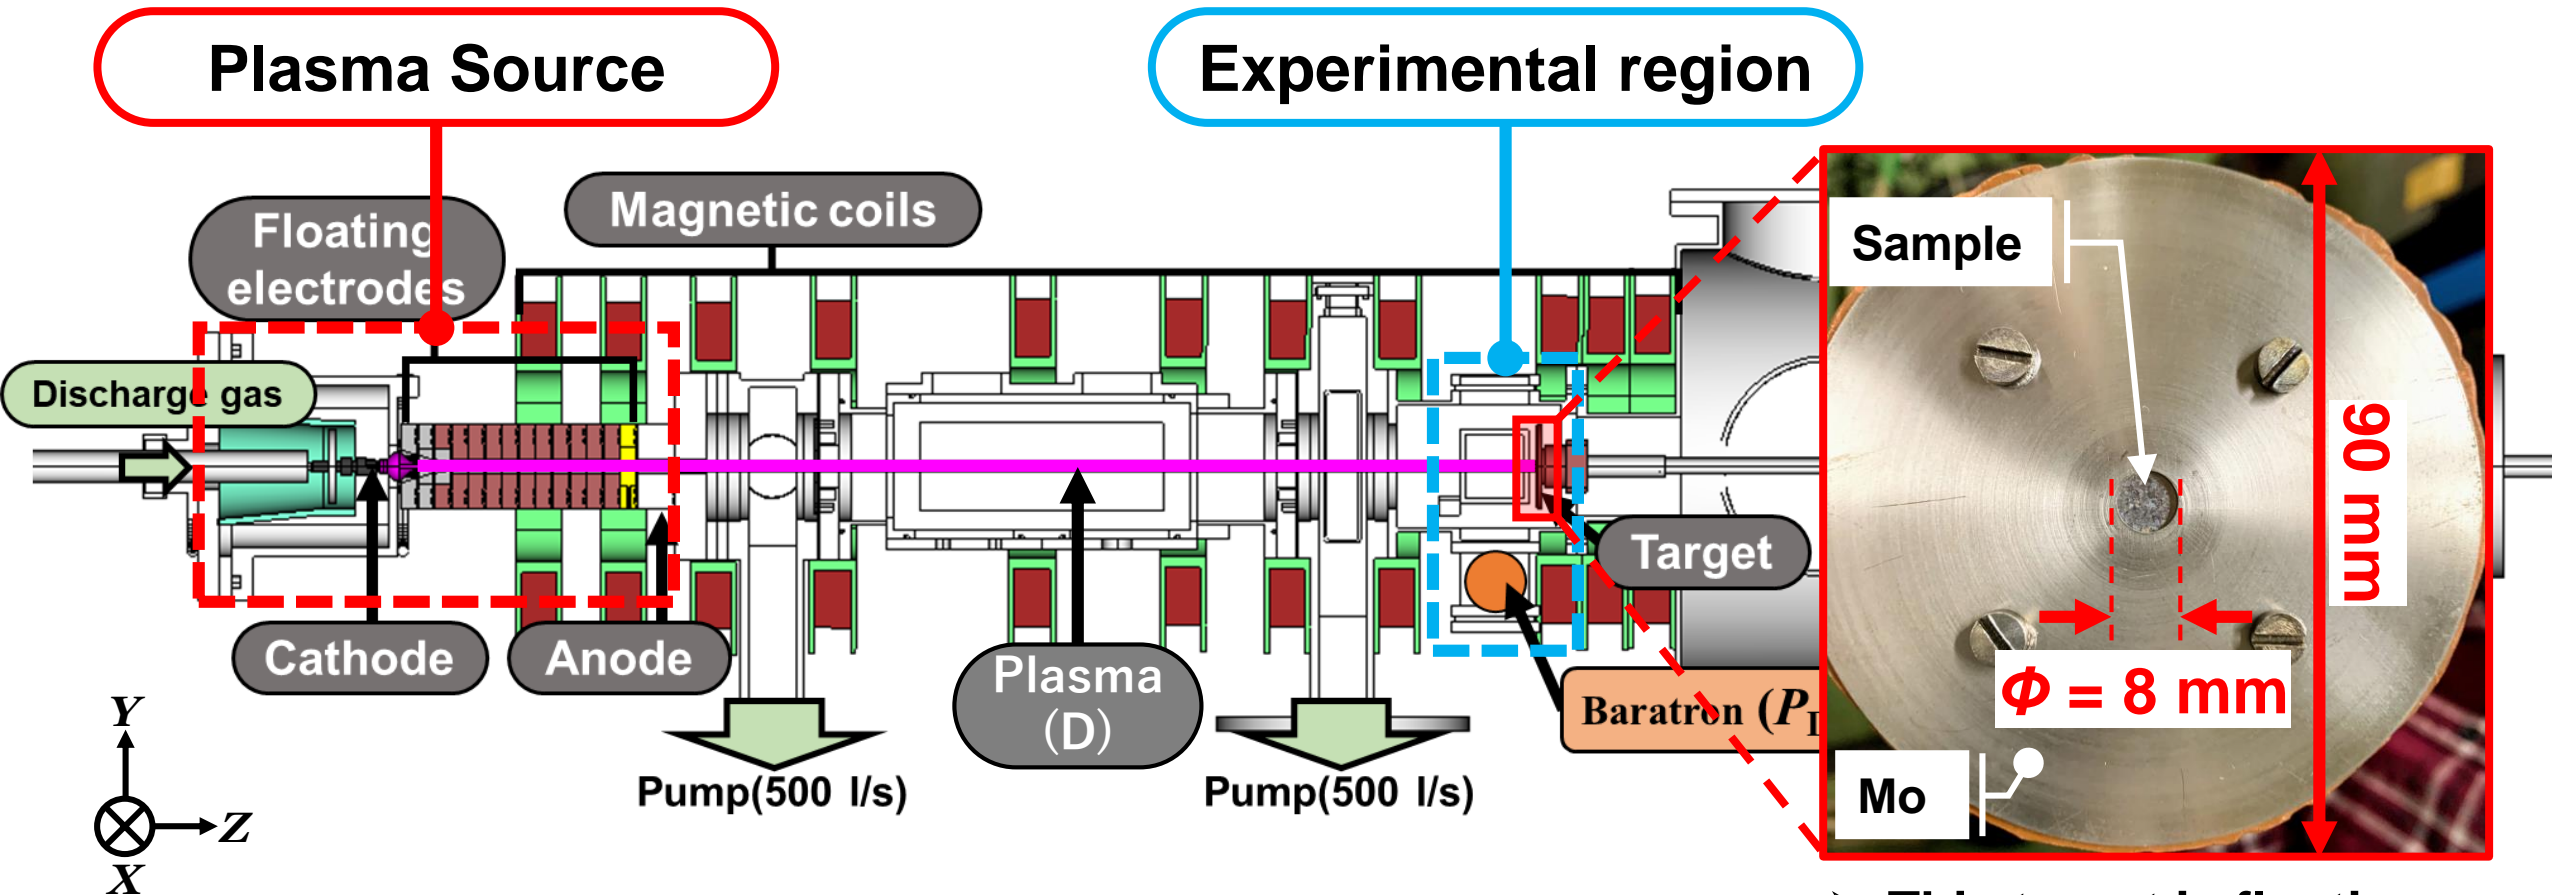 Plasma Source
Experimental region
Floating
electrodes
Magnetic coils
Sample
Discharge gas
90 mm
Target
Cathode
Anode
Plasma
(D)
Φ = 8 mm
Baratron (P
Mo
Pump(500 l/s)
Pump(500 l/s)
Y
Z
X